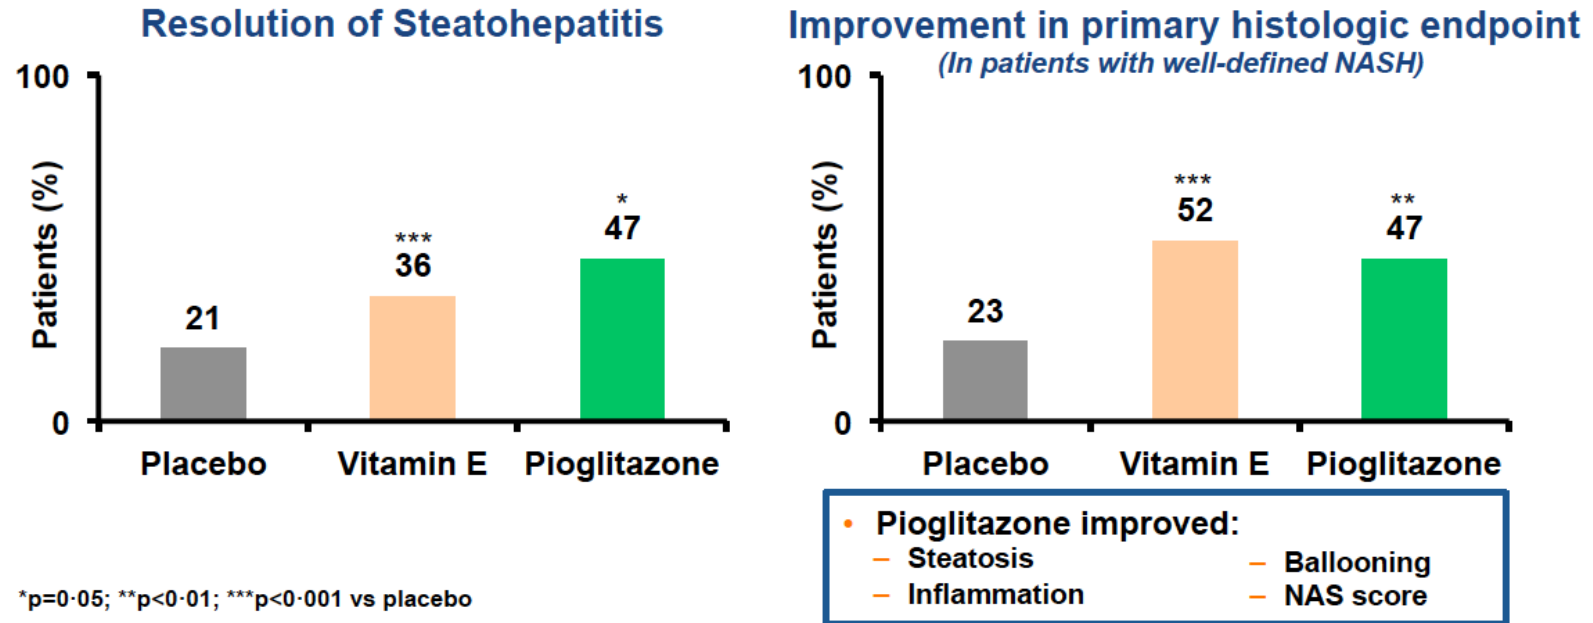 Resolution of Steatohepatitis
100
Patients (%)
0
21
***
36
*
47
Placebo Vitamin E Pioglitazone
*p=0·05; **p<0·01; ***p<0·001 vs placebo
Improvement in primary histologic endpoint
(In patients with well-defined NASH)
100
Patients (%)
0
23
***
52
**
47
Placebo Vitamin E Pioglitazone
• Pioglitazone improved:
– Steatosis – Ballooning
– Inflammation – NAS score